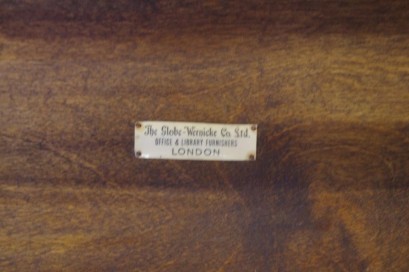 The Globe-Wernicke Co. Ltd.
OFFICE & LIBRARY FURNISHERS
LONDON